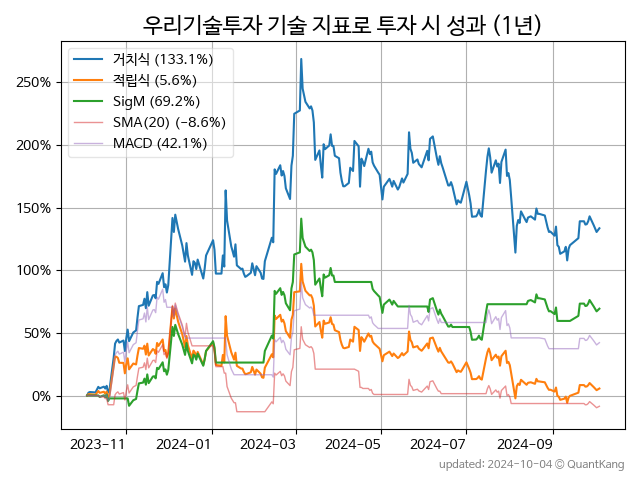 우리기술투자 기술 지표로 투자 시 성과 (1년)
거치식 (133.1%)
적립식 (5.6%)
SigM (69.2%)
SMA(20) (−8.6%)
MACD (42.1%)
250%
200%
150%
100%
50%
0%
2023-11 2024-01 2024-03 2024-05 2024-07 2024-09
updated: 2024-10-04 © QuantKang